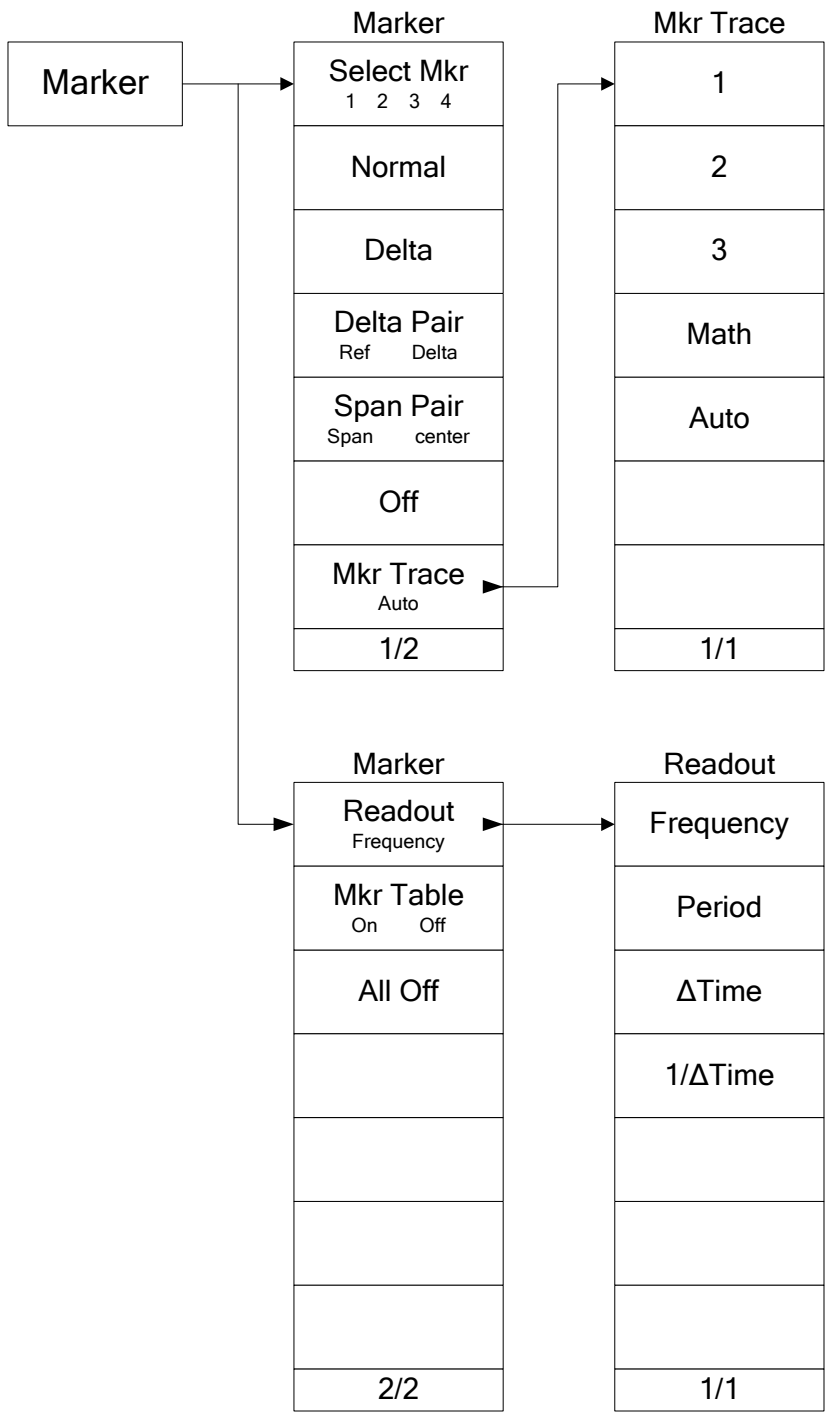 Marker
Marker
Select Mkr
1 2 3 4
Normal
Delta
Delta Pair
Ref Delta
Span Pair
Span center
Off
Mkr Trace
Auto
1/2
Mkr Trace
1
2
3
Math
Auto
1/1
Marker
Readout
Frequency
Mkr Table
On Off
All Off
2/2
Readout
Frequency
Period
ΔTime
1/ΔTime
1/1